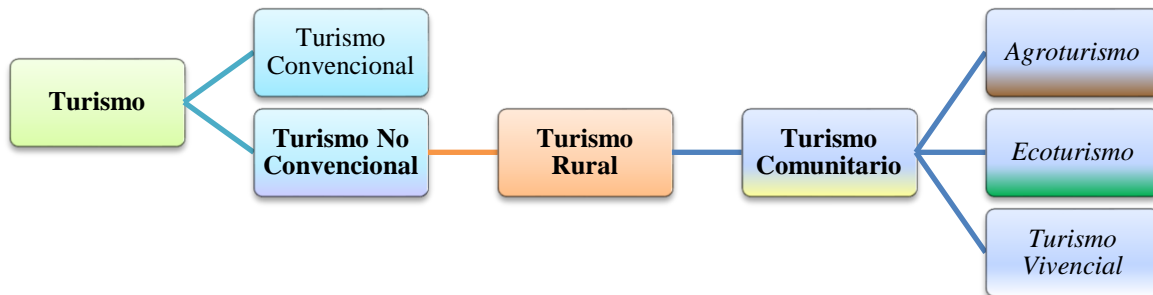 Turismo
Turismo
Convencional
Turismo No
Convencional
Turismo
Rural
Turismo
Comunitario
Agroturismo
Ecoturismo
Turismo
Vivencial